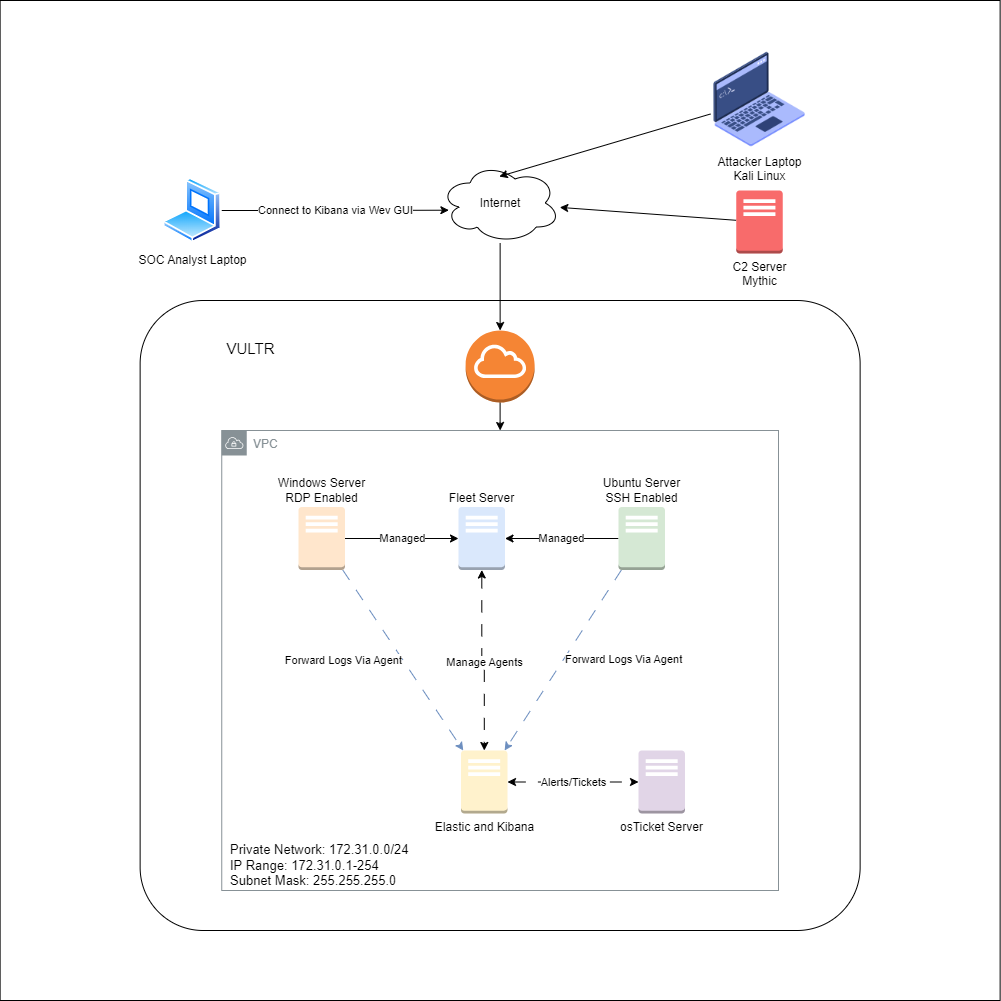 Attacker Laptop
Kali Linux
Internet
Connect to Kibana via Wev GUI
SOC Analyst Laptop
C2 Server
Mythic
VULTR
VPC
Windows Server
RDP Enabled
Fleet Server
Ubuntu Server
SSH Enabled
Managed
Managed
Forward Logs Via Agent
Manage Agents
Forward Logs Via Agent
Alerts/Tickets
Elastic and Kibana
osTicket Server
Private Network: 172.31.0.0/24
IP Range: 172.31.0.1-254
Subnet Mask: 255.255.255.0